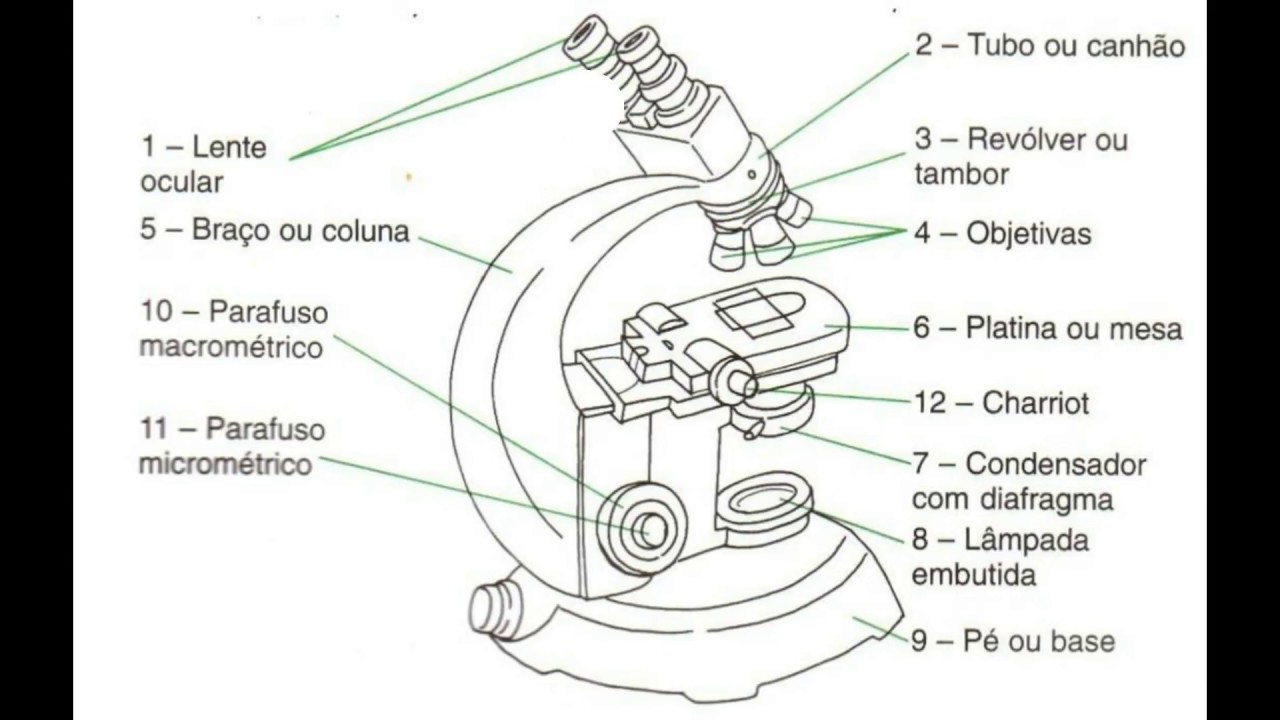 1 – Lente
ocular
5 – Braço ou coluna
10 – Parafuso
macrométrico
11 – Parafuso
micrométrico
2 – Tubo ou canhão
3 – Revólver ou
tambor
4 – Objetivas
6 – Platina ou mesa
12 – Charriot
7 – Condensador
com diafragma
8 – Lâmpada
embutida
9 – Pé ou base